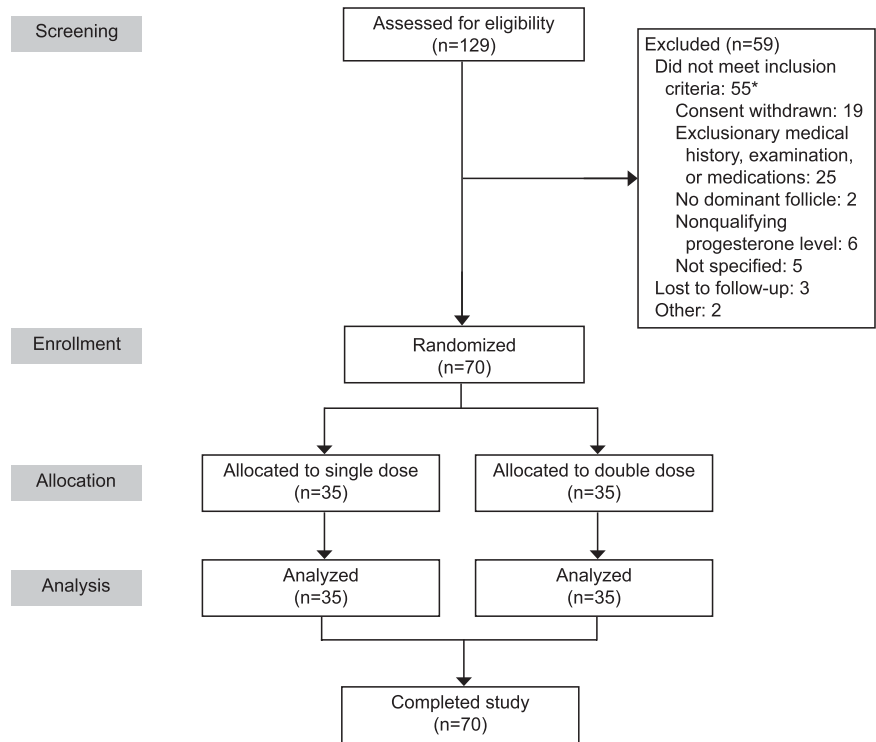 Screening
Assessed for eligibility
(n=129)
Excluded (n=59)
Did not meet inclusion
criteria: 55*
Consent withdrawn: 19
Exclusionary medical
history, examination,
or medications: 25
No dominant follicle: 2
Nonqualifying
progesterone level: 6
Not specified: 5
Lost to follow-up: 3
Other: 2
Enrollment
Randomized
(n=70)
Allocation
Allocated to single dose
(n=35)
Allocated to double dose
(n=35)
Analysis
Analyzed
(n=35)
Analyzed
(n=35)
Completed study
(n=70)